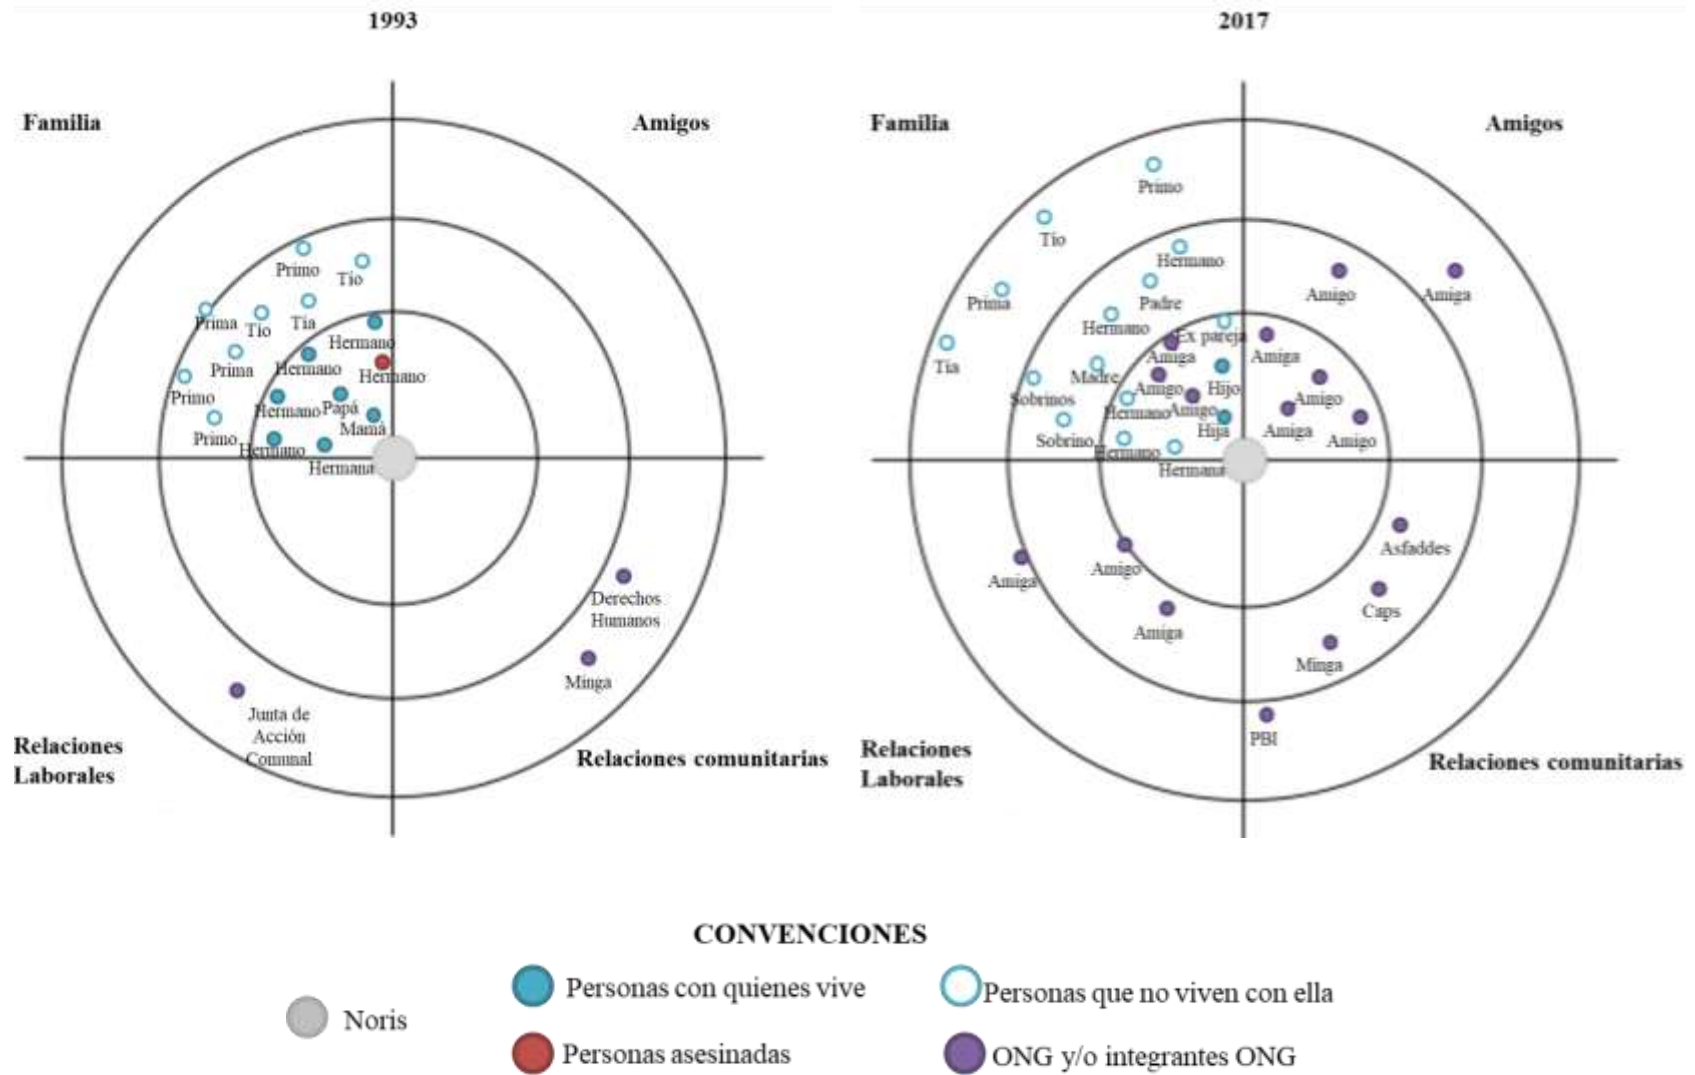 1993
Familia
Amigos
Primo
Tío
Prima
Tío
Tía
Hermano
Prima
Hermano
Hermano
Primo
Hermano
Papá
Mamá
Primo
Hermano
Hermana
Derechos
Humanos
Minga
Junta de
Acción
Comunal
Relaciones
Laborales
Relaciones comunitarias
2017
Familia
Amigos
Primo
Tío
Hermano
Prima
Padre
Amigo
Amiga
Hermano
Ex pareja
Tía
Amiga
Amiga
Madre
Amigo
Hijo
Sobrinos
Hermano
Amigo
Amigo
Sobrino
Hija
Amiga
Amigo
Hermano
Hermana
Asfaddes
Amiga
Amigo
Caps
Amiga
Minga
PBI
Relaciones
Laborales
Relaciones comunitarias
CONVENCIONES
Noris
Personas con quienes vive
Personas que no viven con ella
Personas asesinadas
ONG y/o integrantes ONG